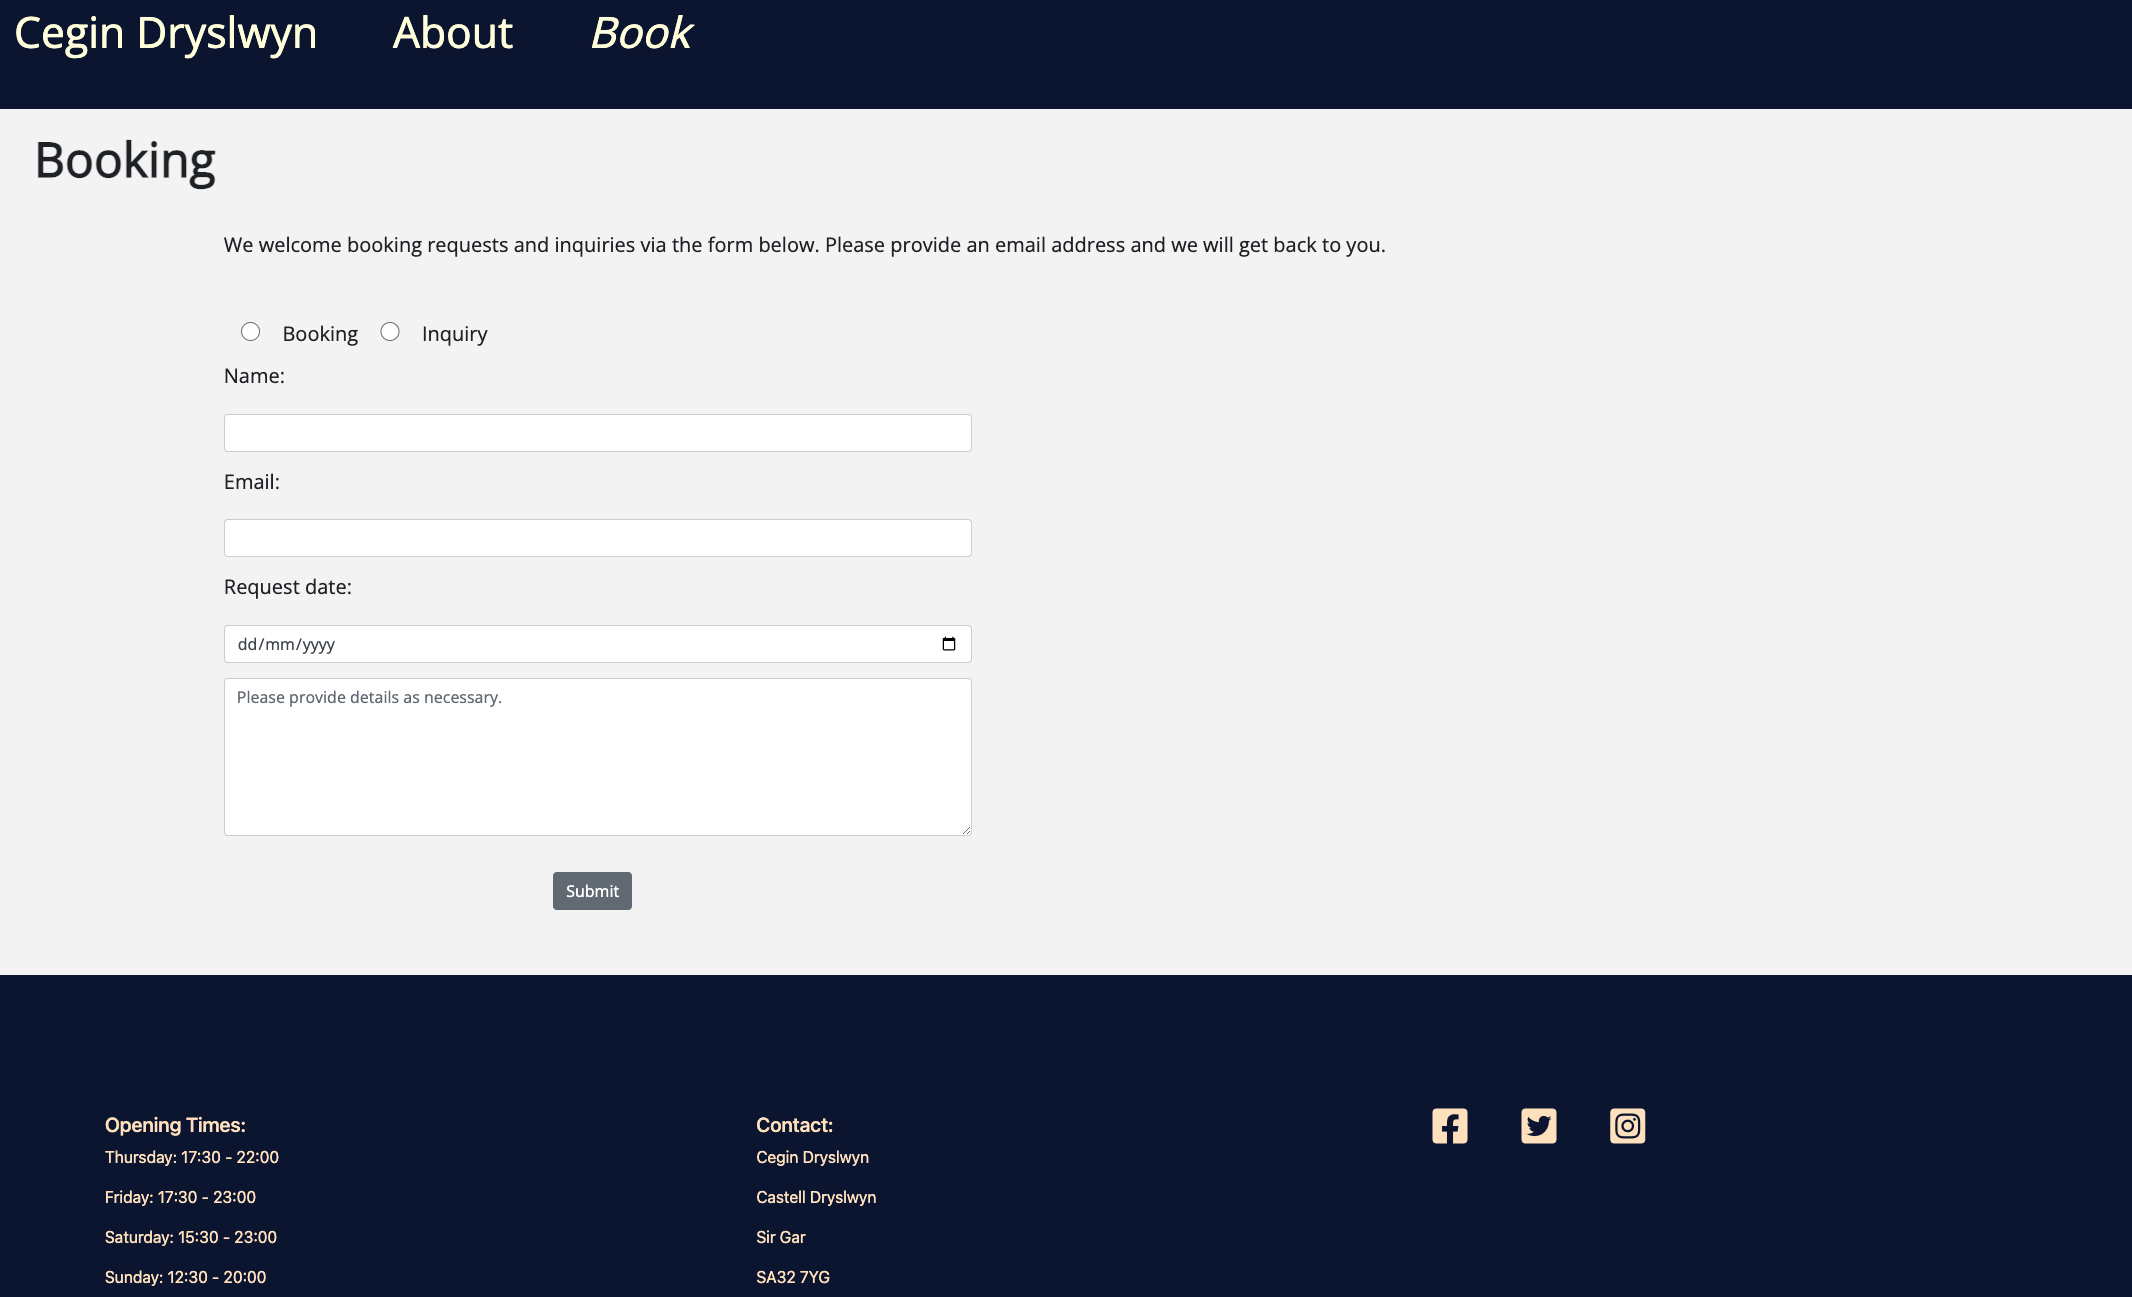 Cegin Dryslwyn About Book
Booking
We welcome booking requests and inquiries via the form below. Please provide an email address and we will get back to you.
Booking Inquiry
Name:
Email:
Request date:
dd/mm/yyyy
Please provide details as necessary.
Submit
Opening Times:
Thursday: 17:30 - 22:00
Friday: 17:30 - 23:00
Saturday: 15:30 - 23:00
Sunday: 12:30 - 20:00
Contact:
Cegin Dryslwyn
Castell Dryslwyn
Sir Gar
SA32 7YG